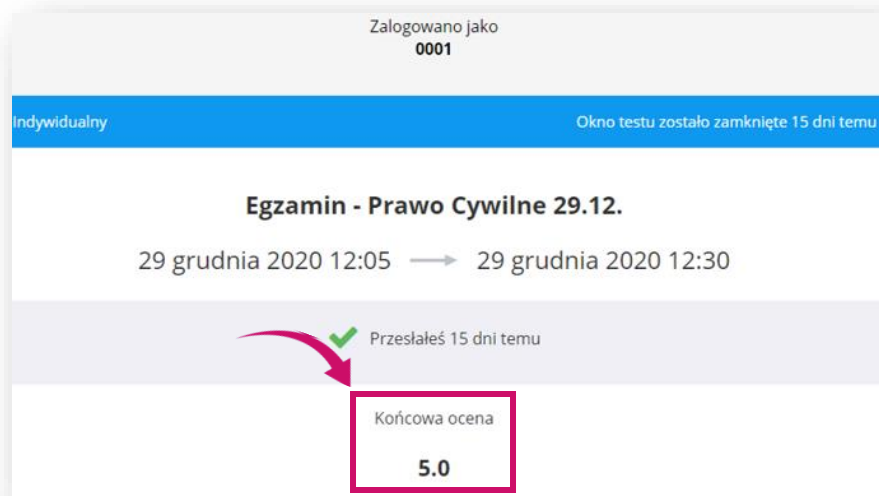 Zalogowano jako
0001
Indywidualny
Okno testu zostało zamknięte 15 dni temu
Egzamin - Prawo Cywilne 29.12.
29 grudnia 2020 12:05 → 29 grudnia 2020 12:30
Przesłałeś 15 dni temu
Końcowa ocena
5.0